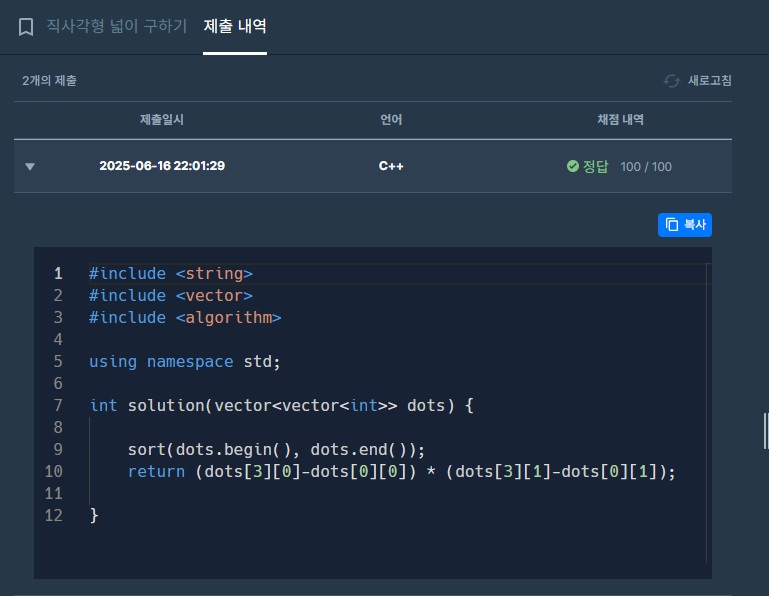 직사각형 넓이 구하기 제출 내역
2개의 제출 새로고침
제출일시 언어 채점 내역
2025-06-16 22:01:29 C++ 정답 100 / 100
복사
1 #include <string>
2 #include <vector>
3 #include <algorithm>
4
5 using namespace std;
6
7 int solution(vector<vector<int>> dots) {
8
9 sort(dots.begin(), dots.end());
10 return (dots[3][0]-dots[0][0]) * (dots[3][1]-dots[0][1]);
11
12 }